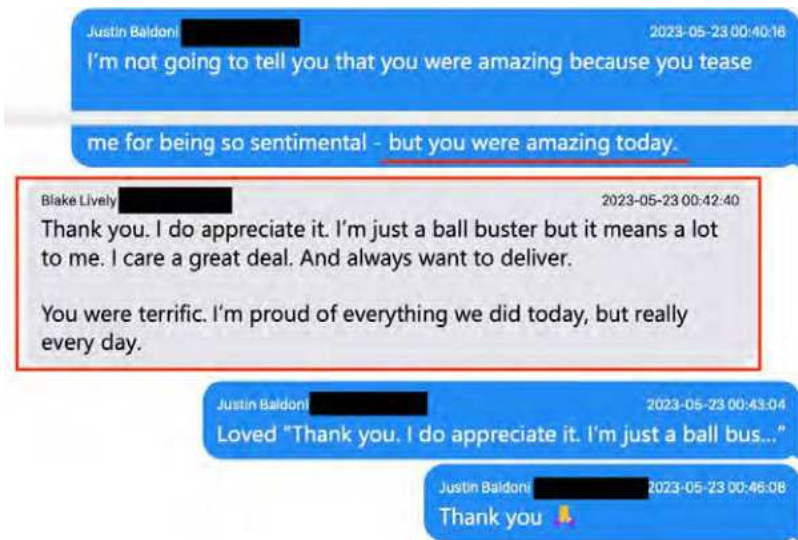 Justin Baldoni 2023-05-23 00:40:16
I'm not going to tell you that you were amazing because you tease
me for being so sentimental - but you were amazing today.
Blake Lively 2023-05-23 00:42:40
Thank you. I do appreciate it. I'm just a ball buster but it means a lot
to me. I care a great deal. And always want to deliver.
You were terrific. I'm proud of everything we did today, but really
every day.
Justin Baldoni 2023-05-23 00:43:04
Loved "Thank you. I do appreciate it. I'm just a ball bus..."
Justin Baldoni 2023-05-23 00:46:08
Thank you 🙏